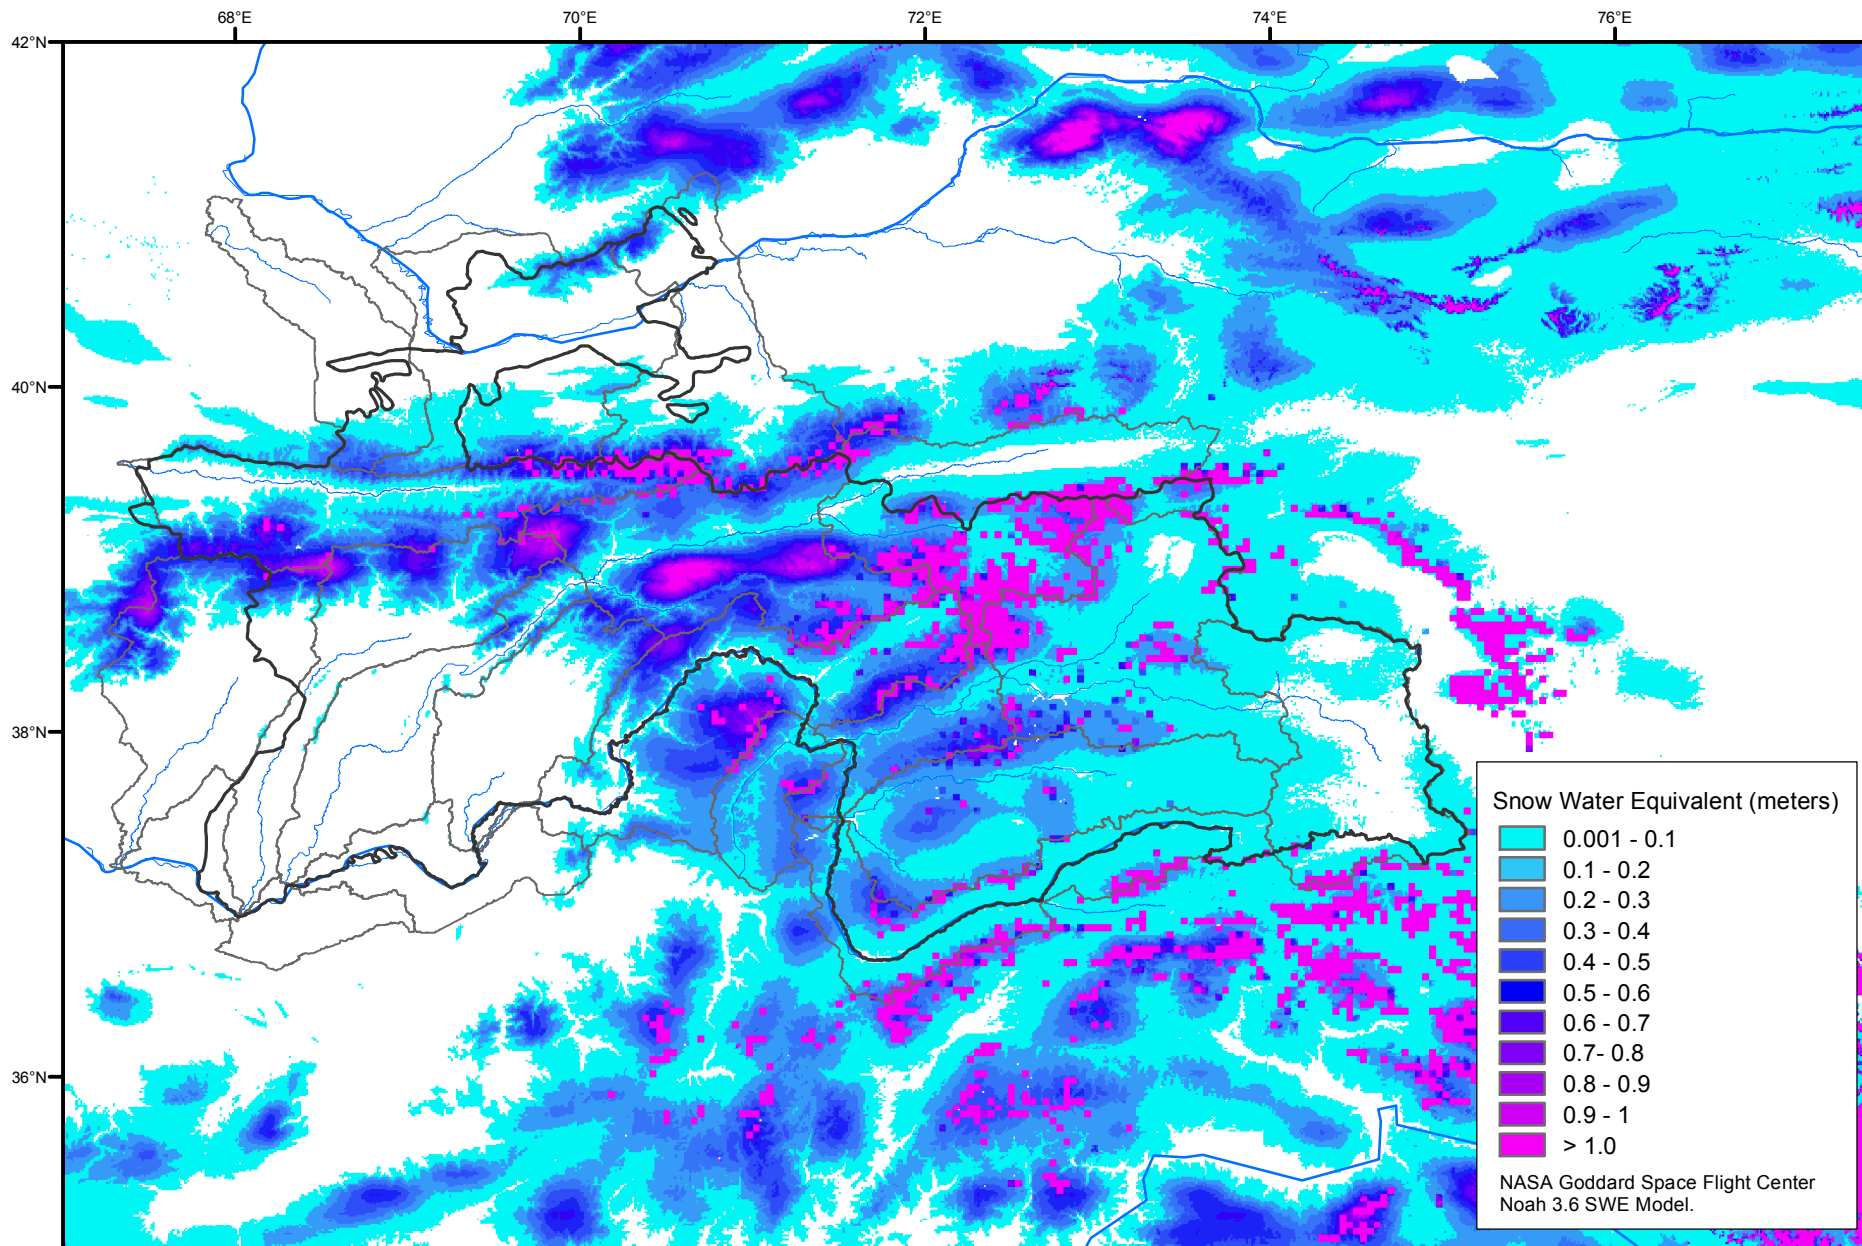 68°E
70°E
72°E
74°E
76°E
42°N
40°N
38°N
36°N
Snow Water Equivalent (meters)
0.001 - 0.1
0.1 - 0.2
0.2 - 0.3
0.3 - 0.4
0.4 - 0.5
0.5 - 0.6
0.6 - 0.7
0.7- 0.8
0.8 - 0.9
0.9 - 1
> 1.0
NASA Goddard Space Flight Center
Noah 3.6 SWE Model.